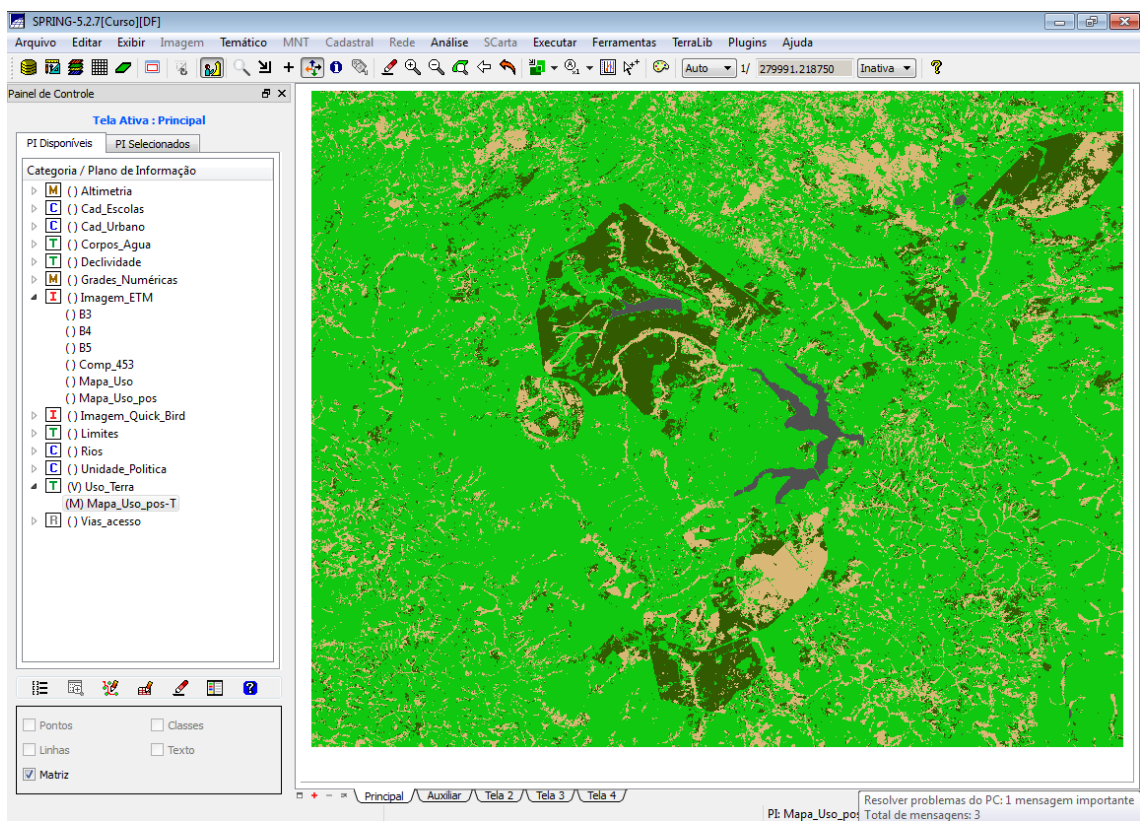 SPRING-5.2.7[Curso][DF]
Arquivo Editar Exibir Imagem Temático MNT Cadastral Rede Análise SCarta Executar Ferramentas TerraLib Plugins Ajuda
Auto 1/ 279991.218750 Inativa
Painel de Controle
Tela Ativa : Principal
PI Disponíveis PI Selecionados
Categoria / Plano de Informação
M () Altimetria
C () Cad_Escolas
C () Cad_Urbano
T () Corpos_Agua
T () Declividade
M () Grades_Numéricas
I () Imagem_ETM
() B3
() B4
() B5
() Comp_453
() Mapa_Uso
() Mapa_Uso_pos
I () Imagem_Quick_Bird
T () Limites
C () Rios
C () Unidade_Politica
T (V) Uso_Terra
(M) Mapa_Uso_pos-T
R () Vias_acesso
Pontos Classes
Linhas Texto
Matriz
Principal Auxiliar Tela 2 Tela 3 Tela 4
PI: Mapa_Uso_pos
Resolver problemas do PC: 1 mensagem importante
Total de mensagens: 3